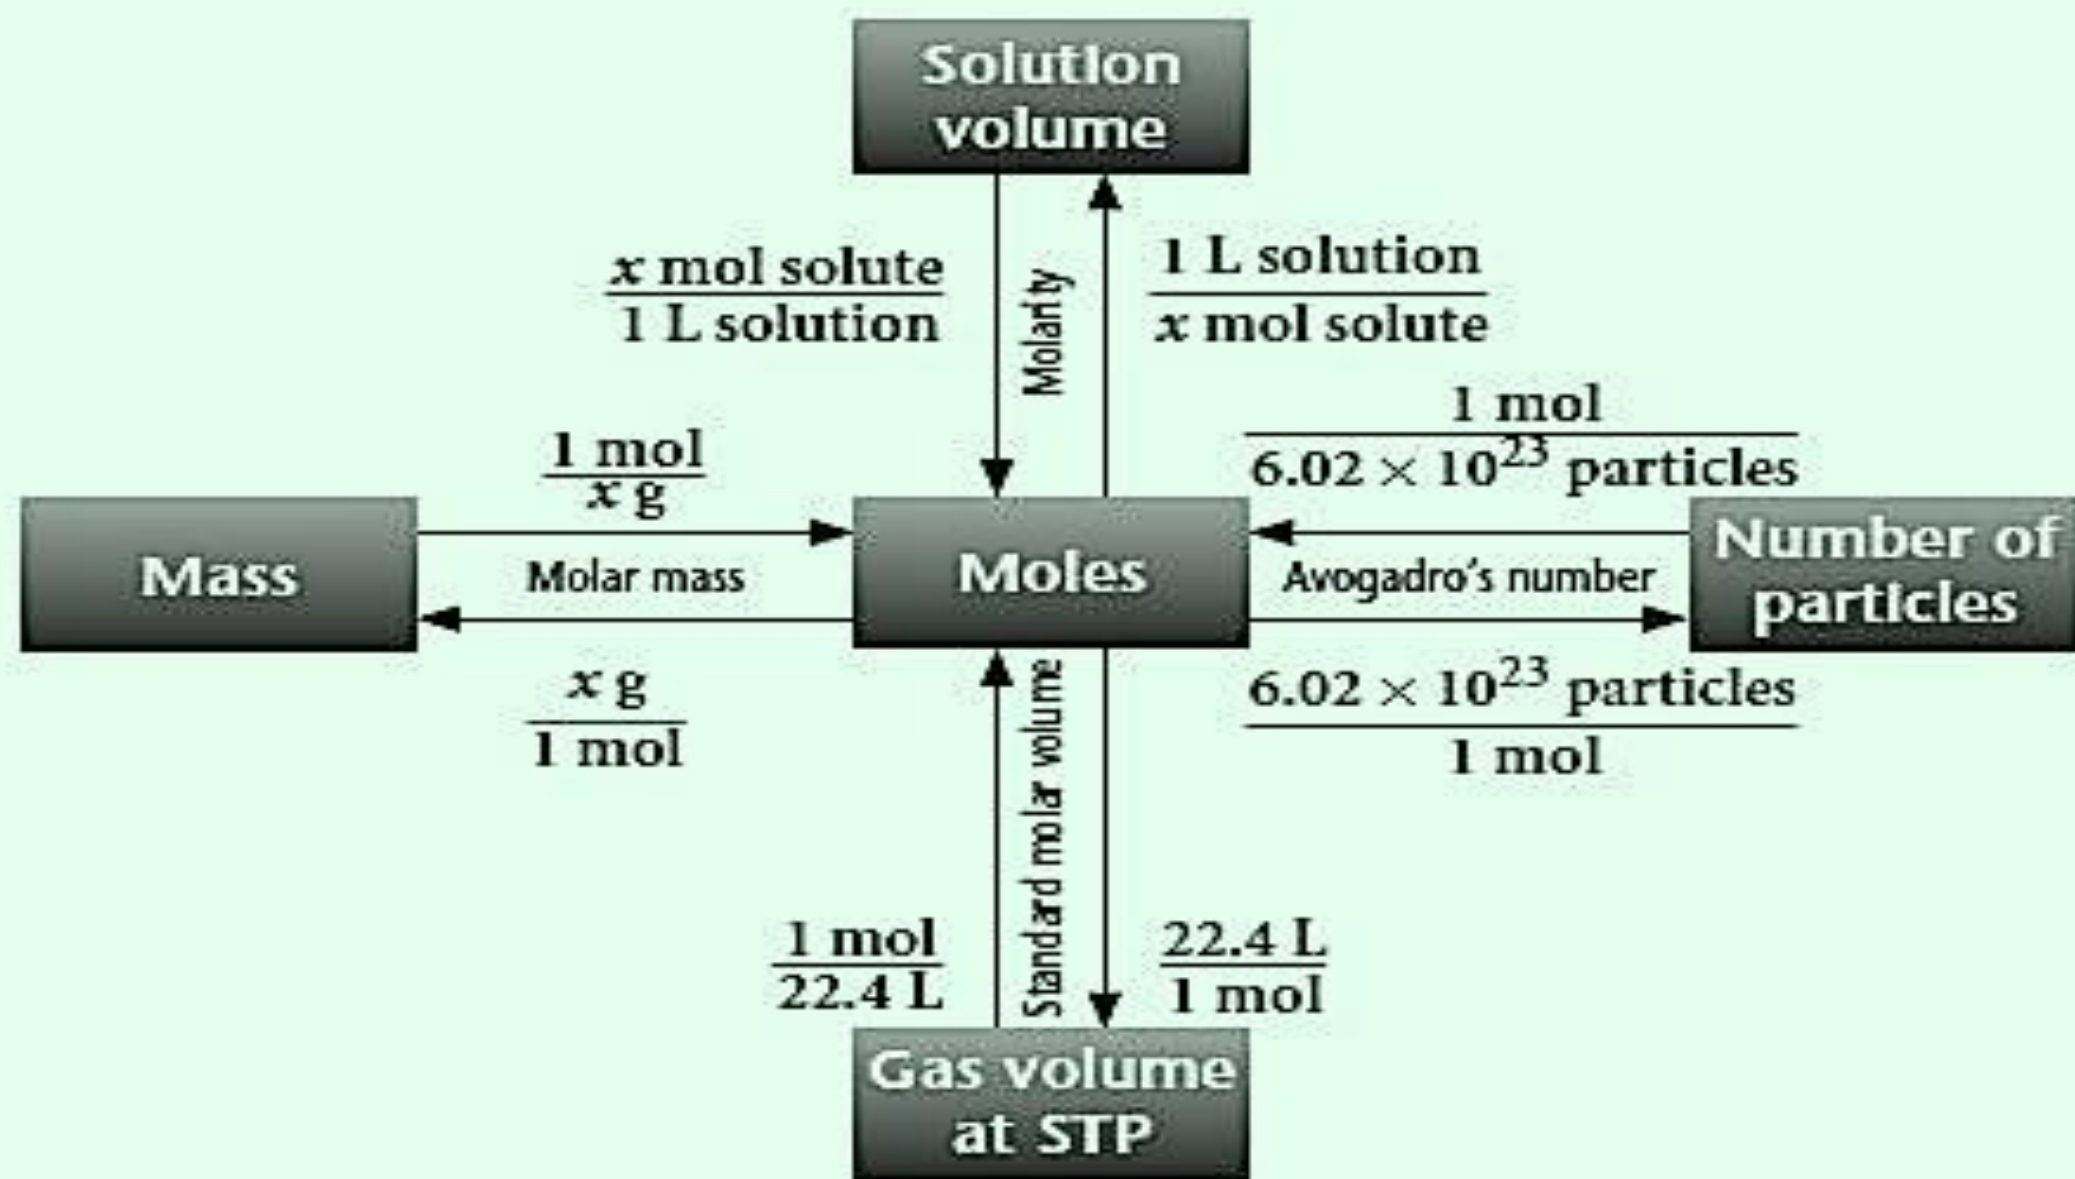 Solution
volume
x mol solute
1 L solution
Molarity
1 L solution
x mol solute
1 mol
x g
1 mol
6.02 × 10²³ particles
Mass
Molar mass
Moles
Avogadro's number
Number of
particles
x g
1 mol
6.02 × 10²³ particles
1 mol
Standard molar volume
1 mol
22.4 L
22.4 L
1 mol
Gas volume
at STP